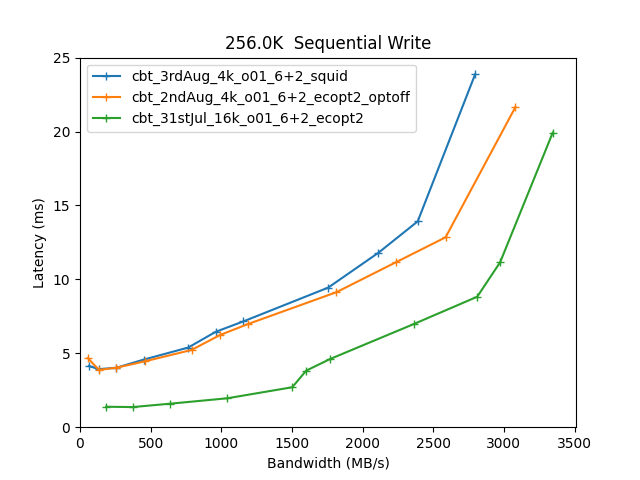 256.0K  Sequential Write
cbt_3rdAug_4k_o01_6+2_squid
cbt_2ndAug_4k_o01_6+2_ecopt2_optoff
cbt_31stJul_16k_o01_6+2_ecopt2
25
20
15
10
5
0
Latency (ms)
0 500 1000 1500 2000 2500 3000 3500
Bandwidth (MB/s)